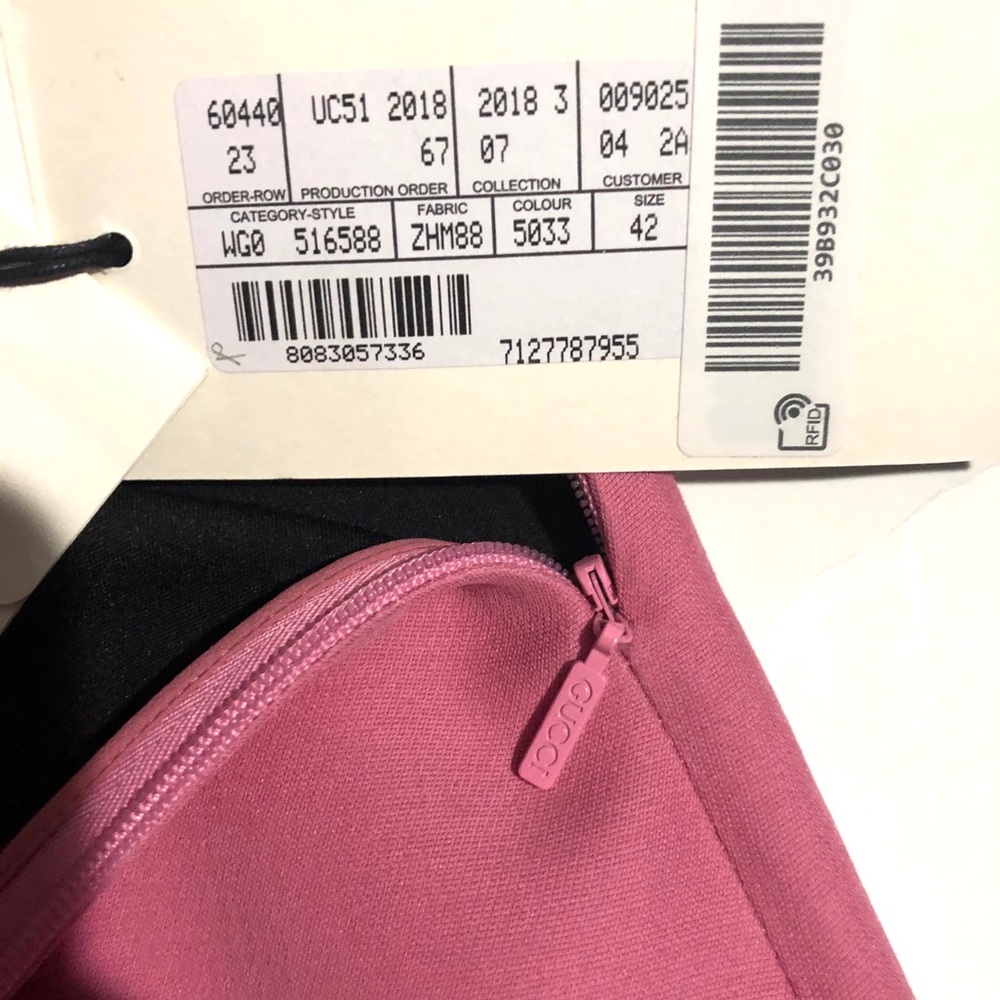 60440 UC51 2018 2018 3 009025
23 67 07 04 2A
ORDER-ROW PRODUCTION ORDER COLLECTION CUSTOMER
CATEGORY-STYLE FABRIC COLOUR SIZE
WG0 516588 ZHM88 5033 42
8083057336 7127787955
39B932C030
RFID
GUCCI